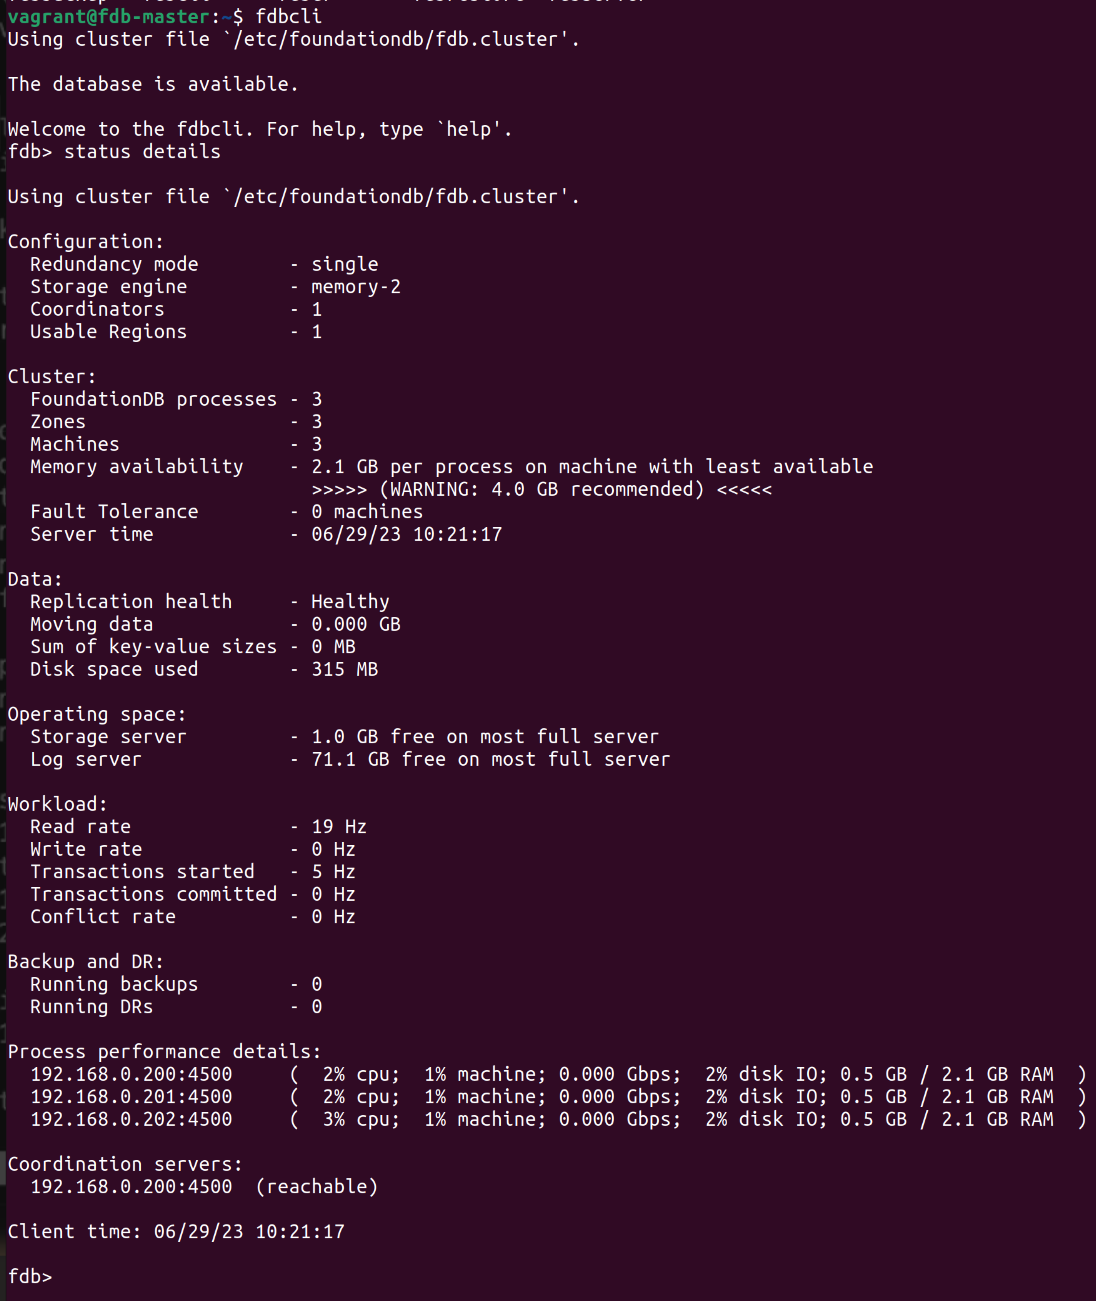 vagrant@fdb-master:~$ fdbcli
Using cluster file `/etc/foundationdb/fdb.cluster'.
The database is available.
Welcome to the fdbcli. For help, type `help'.
fdb> status details
Using cluster file `/etc/foundationdb/fdb.cluster'.
Configuration:
  Redundancy mode        - single
  Storage engine         - memory-2
  Coordinators           - 1
  Usable Regions         - 1
Cluster:
  FoundationDB processes - 3
  Zones                  - 3
  Machines               - 3
  Memory availability    - 2.1 GB per process on machine with least available
                           >>>>> (WARNING: 4.0 GB recommended) <<<<<
  Fault Tolerance        - 0 machines
  Server time            - 06/29/23 10:21:17
Data:
  Replication health     - Healthy
  Moving data            - 0.000 GB
  Sum of key-value sizes - 0 MB
  Disk space used        - 315 MB
Operating space:
  Storage server         - 1.0 GB free on most full server
  Log server             - 71.1 GB free on most full server
Workload:
  Read rate              - 19 Hz
  Write rate             - 0 Hz
  Transactions started   - 5 Hz
  Transactions committed - 0 Hz
  Conflict rate          - 0 Hz
Backup and DR:
  Running backups        - 0
  Running DRs            - 0
Process performance details:
  192.168.0.200:4500     (  2% cpu;  1% machine; 0.000 Gbps;  2% disk IO; 0.5 GB / 2.1 GB RAM  )
  192.168.0.201:4500     (  2% cpu;  1% machine; 0.000 Gbps;  2% disk IO; 0.5 GB / 2.1 GB RAM  )
  192.168.0.202:4500     (  3% cpu;  1% machine; 0.000 Gbps;  2% disk IO; 0.5 GB / 2.1 GB RAM  )
Coordination servers:
  192.168.0.200:4500  (reachable)
Client time: 06/29/23 10:21:17
fdb>